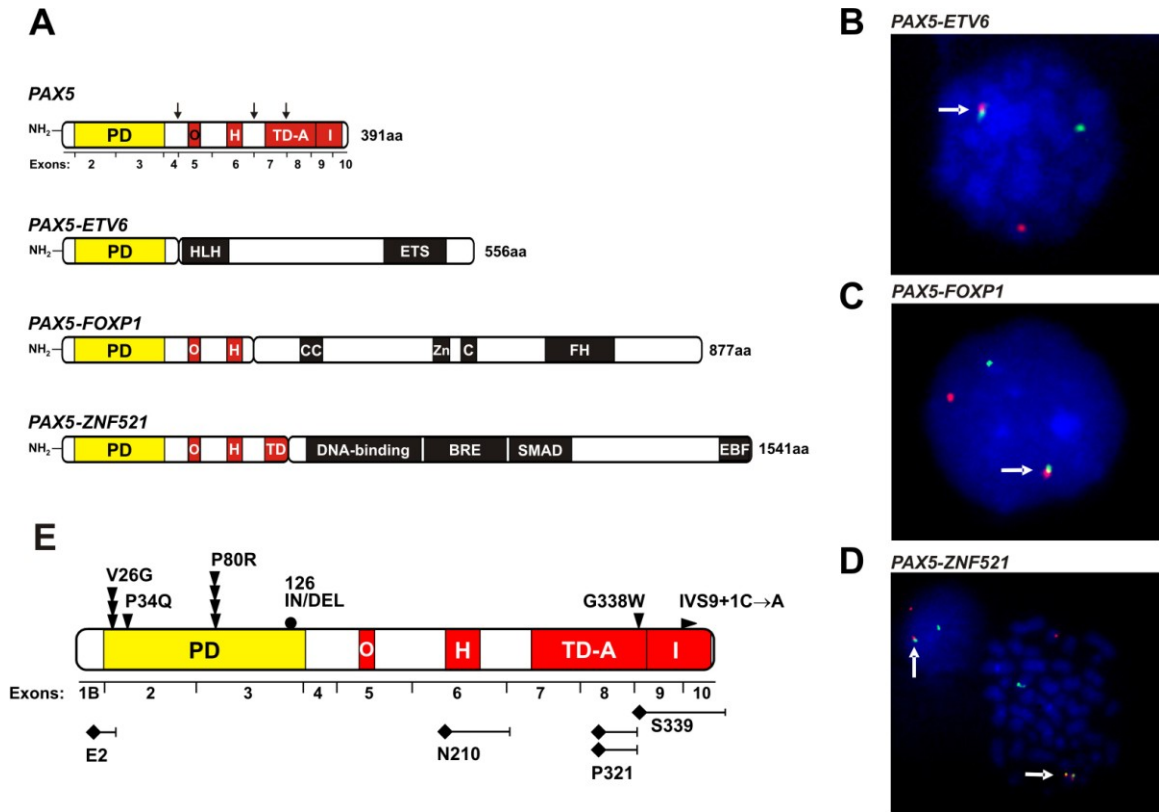 A
PAX5
NH2 PD O H TD-A I 391aa
Exons: 2 3 4 5 6 7 8 9 10
PAX5-ETV6
NH2 PD HLH ETS 556aa
PAX5-FOXP1
NH2 PD O H CC Zn C FH 877aa
PAX5-ZNF521
NH2 PD O H TD DNA-binding BRE SMAD EBF 1541aa
B
PAX5-ETV6
C
PAX5-FOXP1
D
PAX5-ZNF521
E
V26G
P34Q
P80R
126
IN/DEL
G338W
IVS9+1C→A
PD O H TD-A I
Exons: 1B 2 3 4 5 6 7 8 9 10
E2
N210
P321
S339